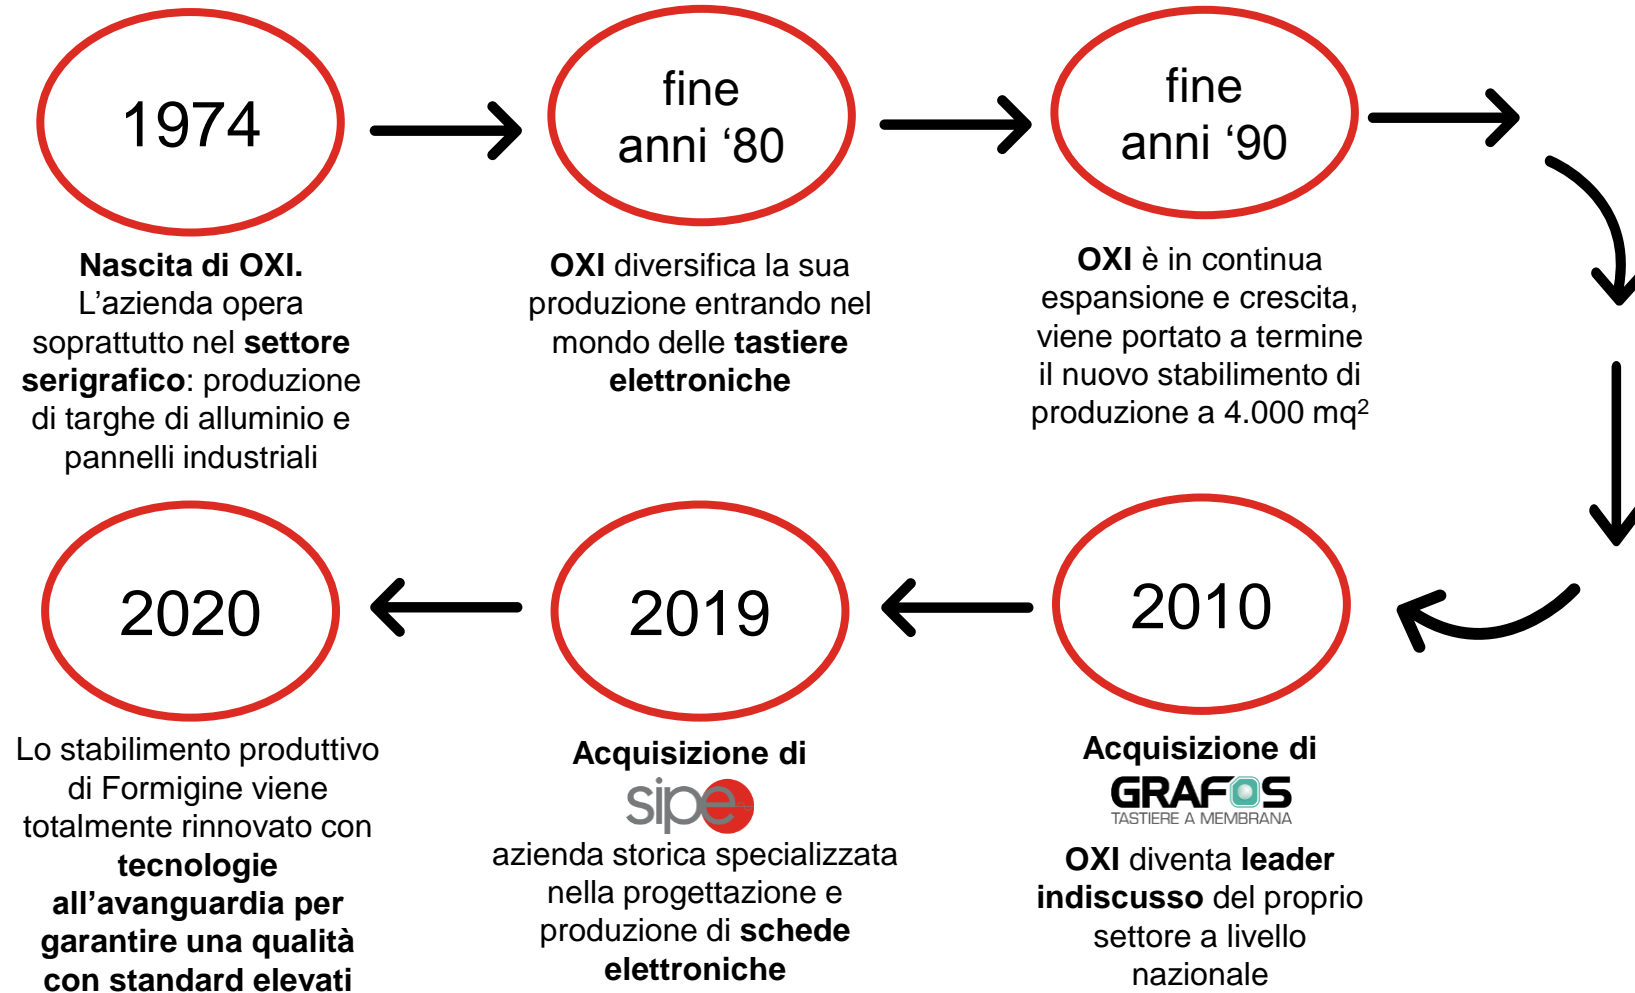 1974
Nascita di OXI.
L’azienda opera
soprattutto nel settore
serigrafico: produzione
di targhe di alluminio e
pannelli industriali
fine
anni ‘80
OXI diversifica la sua
produzione entrando nel
mondo delle tastiere
elettroniche
fine
anni ‘90
OXI è in continua
espansione e crescita,
viene portato a termine
il nuovo stabilimento di
produzione a 4.000 mq²
2010
Acquisizione di
GRAFOS
TASTIERE A MEMBRANA
OXI diventa leader
indiscusso del proprio
settore a livello
nazionale
2019
Acquisizione di
sipe
azienda storica specializzata
nella progettazione e
produzione di schede
elettroniche
2020
Lo stabilimento produttivo
di Formigine viene
totalmente rinnovato con
tecnologie
all’avanguardia per
garantire una qualità
con standard elevati